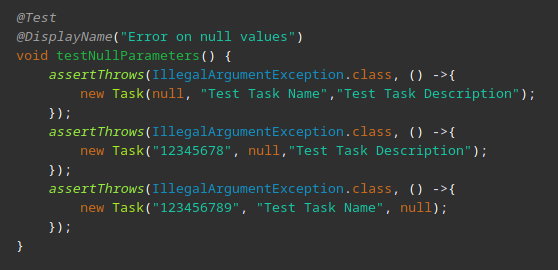 @Test
@DisplayName("Error on null values")
void testNullParameters() {
    assertThrows(IllegalArgumentException.class, () ->{
        new Task(null, "Test Task Name","Test Task Description");
    });
    assertThrows(IllegalArgumentException.class, () ->{
        new Task("12345678", null,"Test Task Description");
    });
    assertThrows(IllegalArgumentException.class, () ->{
        new Task("123456789", "Test Task Name", null);
    });
}